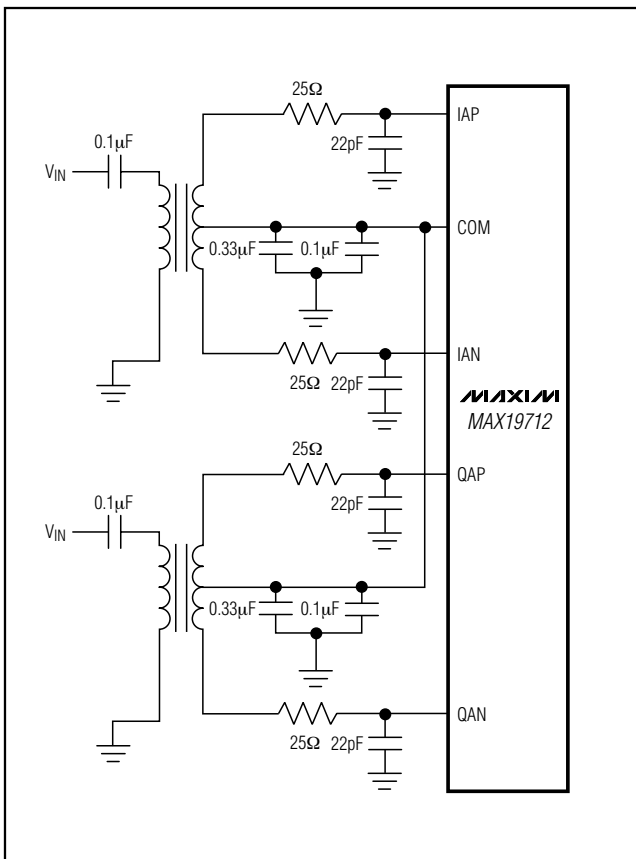 25Ω
IAP
0.1µF
22pF
VIN
COM
0.33µF 0.1µF
IAN
25Ω 22pF
MAXIM
MAX19712
25Ω
QAP
0.1µF
22pF
VIN
0.33µF 0.1µF
QAN
25Ω 22pF